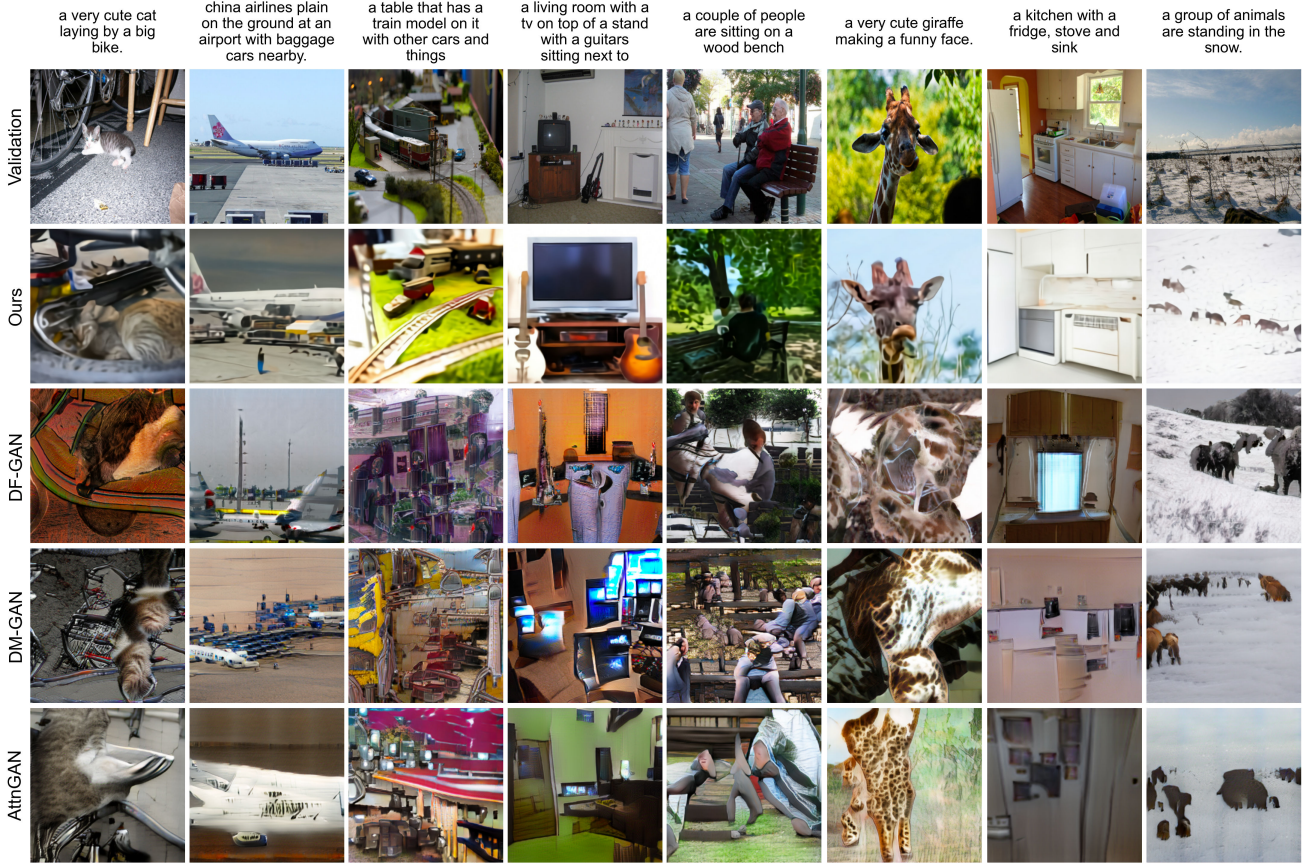 a very cute cat
laying by a big
bike.
china airlines plain
on the ground at an
airport with baggage
cars nearby.
a table that has a
train model on it
with other cars and
things
a living room with a
tv on top of a stand
with a guitars
sitting next to
a couple of people
are sitting on a
wood bench
a very cute giraffe
making a funny face.
a kitchen with a
fridge, stove and
sink
a group of animals
are standing in the
snow.
Validation
Ours
DF-GAN
DM-GAN
AttnGAN